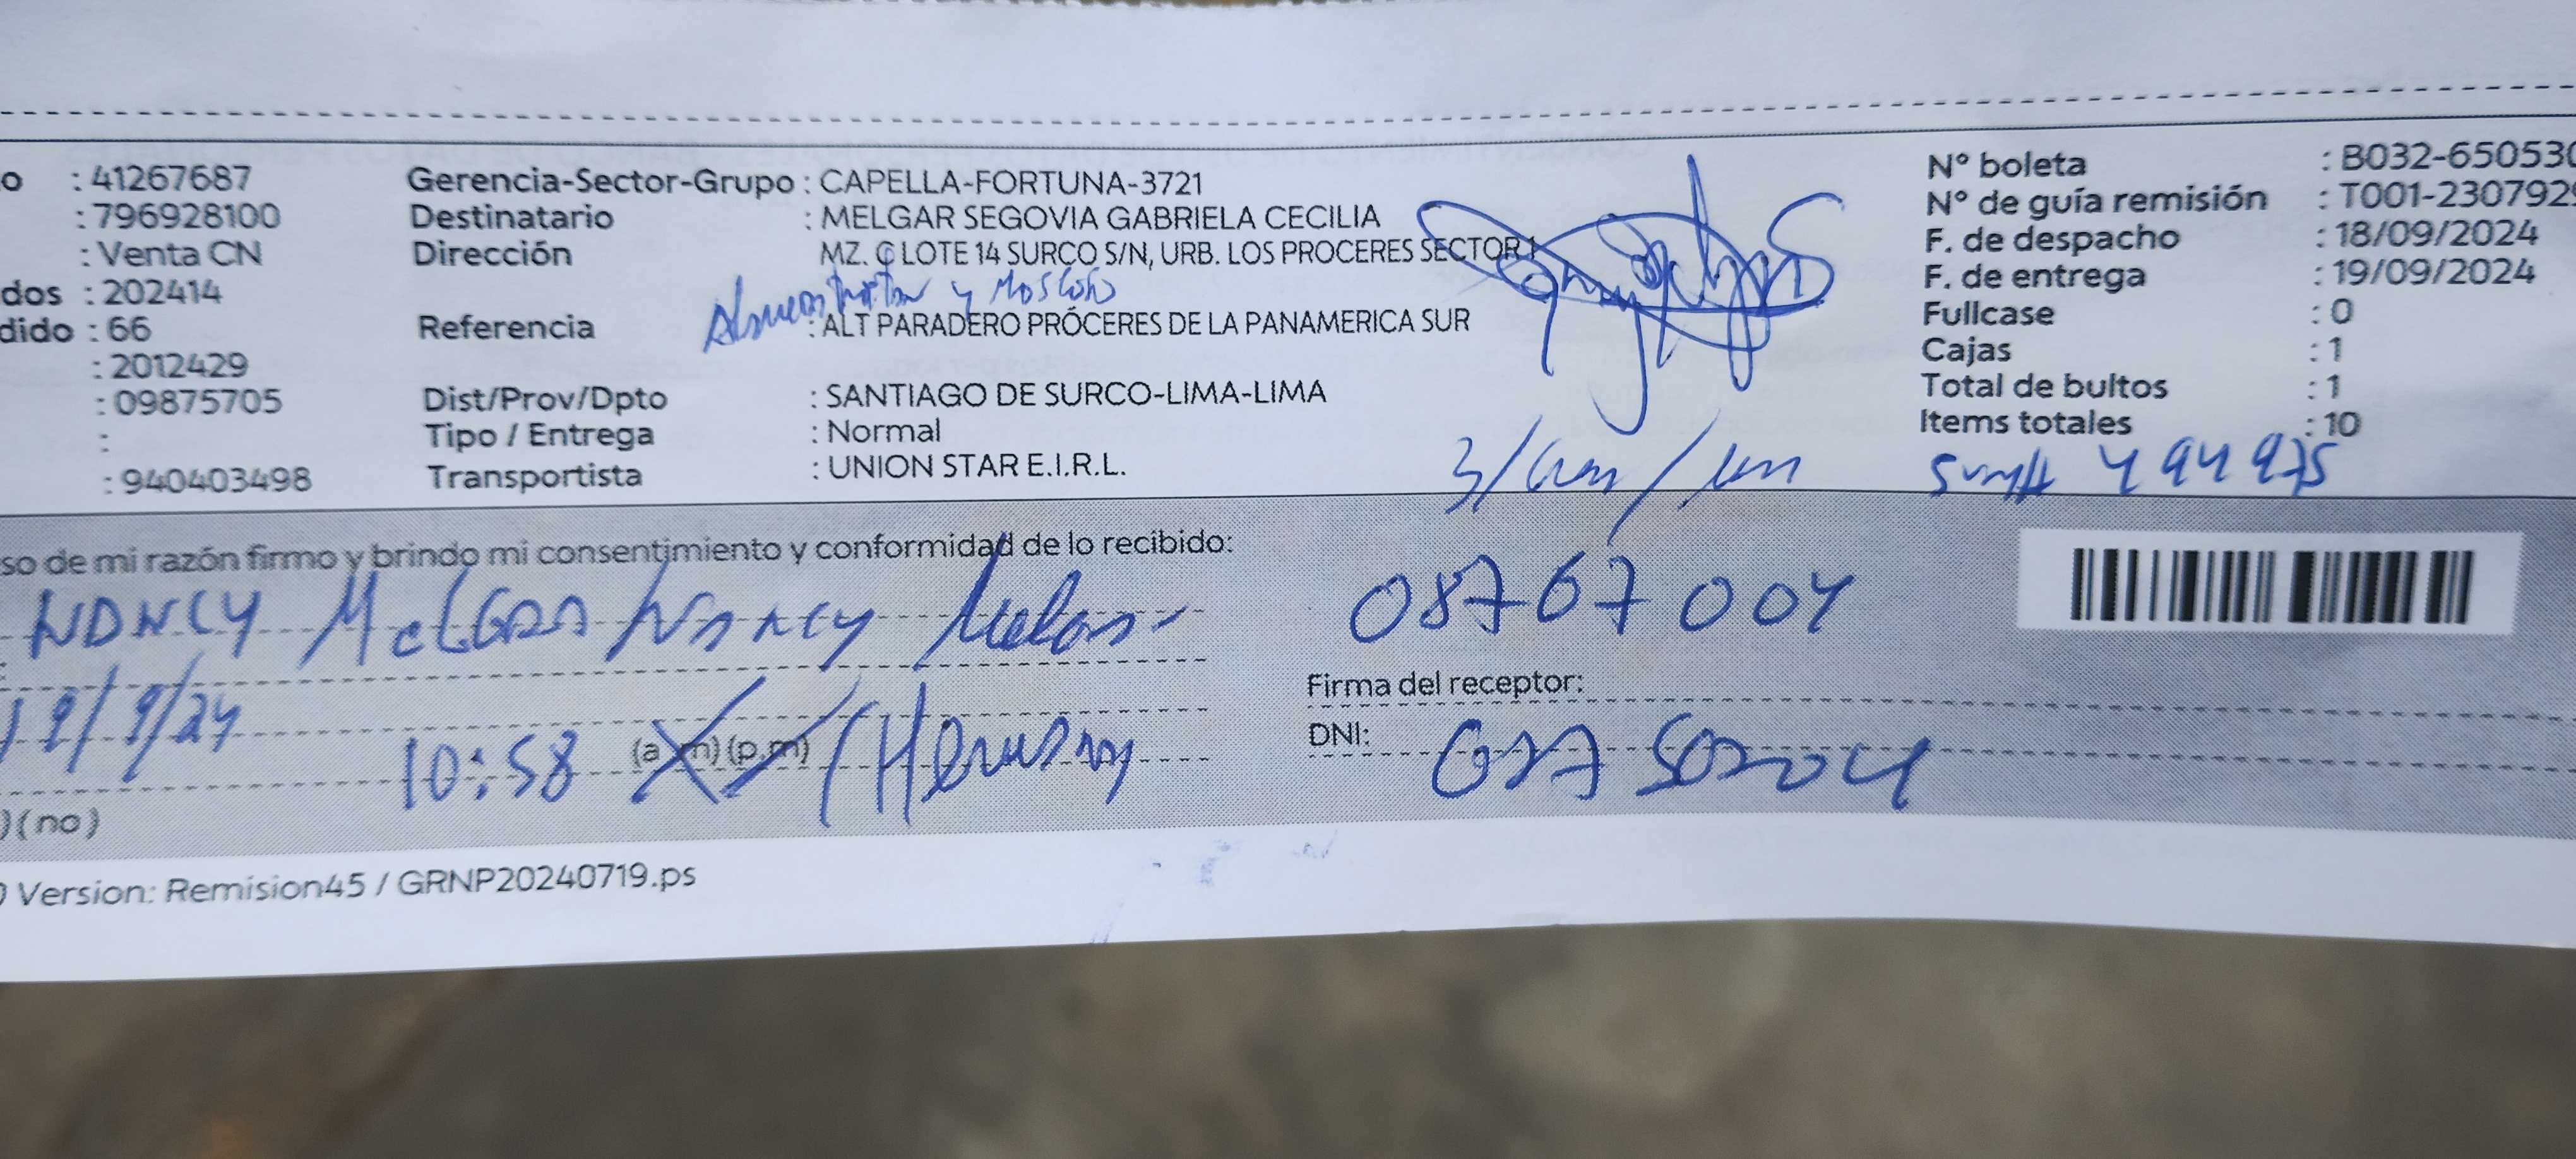 o : 41267687 Gerencia-Sector-Grupo : CAPELLA-FORTUNA-3721 N° boleta : B032-650530
: 796928100 Destinatario : MELGAR SEGOVIA GABRIELA CECILIA N° de guía remisión : T001-2307929
: Venta CN Dirección MZ. C LOTE 14 SURCO S/N, URB. LOS PROCERES SECTOR 1 F. de despacho : 18/09/2024
dos : 202414 F. de entrega : 19/09/2024
dido : 66 Referencia : ALT PARADERO PRÓCERES DE LA PANAMERICA SUR Fullcase : 0
: 2012429 Cajas : 1
: 09875705 Dist/Prov/Dpto : SANTIAGO DE SURCO-LIMA-LIMA Total de bultos : 1
: Tipo / Entrega : Normal Items totales : 10
: 940403498 Transportista : UNION STAR E.I.R.L.
so de mi razón firmo y brindo mi consentimiento y conformidad de lo recibido:
08767004
Firma del receptor:
19/9/24
10:58 (a.m) (p.m) DNI:
)(no)
) Version: Remision45 / GRNP20240719.ps